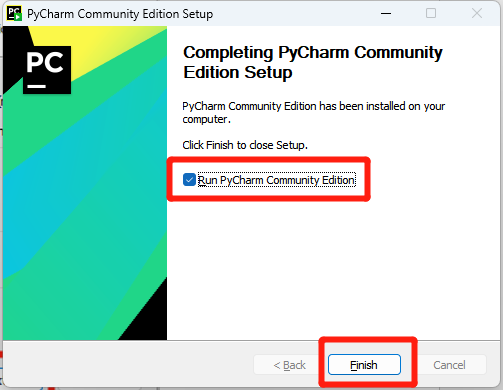 PC PyCharm Community Edition Setup
PC
Completing PyCharm Community
Edition Setup
PyCharm Community Edition has been installed on your
computer.
Click Finish to close Setup.
Run PyCharm Community Edition
< Back Finish Cancel